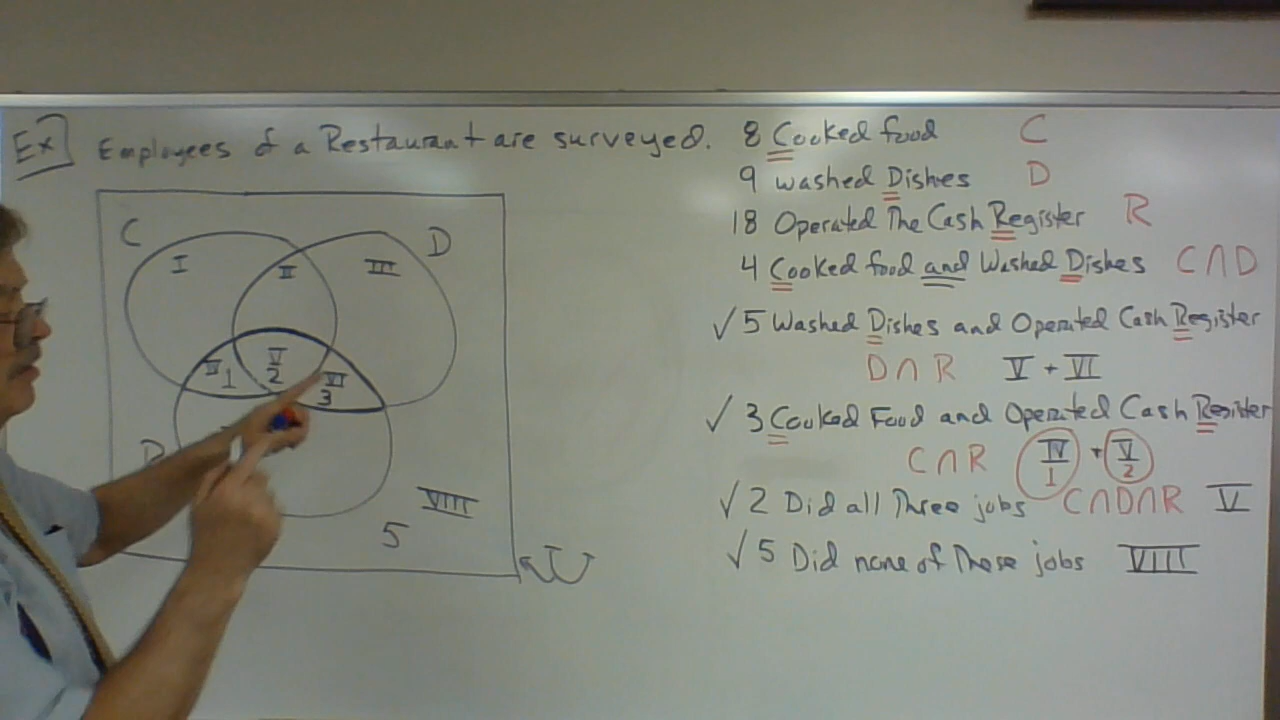 Ex Employees of a Restaurant are surveyed.
8 Cooked food C
9 washed Dishes D
18 Operated The Cash Register R
4 Cooked food and Washed Dishes C∩D
✓ 5 Washed Dishes and Operated Cash Register
D∩R V + VI
✓ 3 Cooked Food and Operated Cash Register
C∩R IV + V
1 2
✓ 2 Did all Three jobs C∩D∩R V
✓ 5 Did none of These jobs VIII
C D
I II III
IV 1 V VI
2 3
R
VIII
5
U